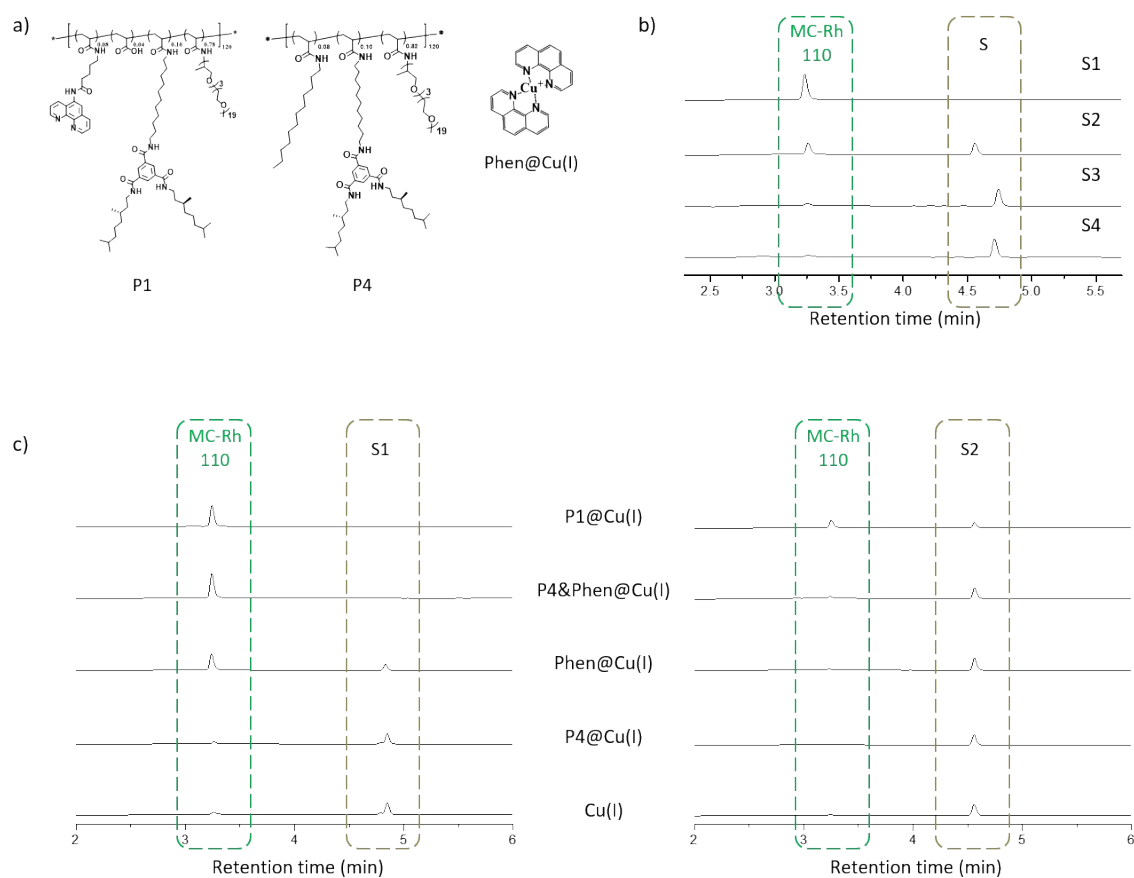 a)
* [ ( 0.08 ( 0.04 ( 0.10 ( 0.78 ] 120 *
O NH O OH O NH O NH
O
NH
N N
O 3
O
O 19
NH
O
O O
NH HN
P1
* [ ( 0.08 ( 0.10 ( 0.82 ] 120 *
O NH O NH O NH
O 3
O
O 19
NH
O
O O
NH HN
P4
N N
Cu+
N N
Phen@Cu(I)
b)
MC-Rh
110
S
S1
S2
S3
S4
2.5 3.0 3.5 4.0 4.5 5.0 5.5
Retention time (min)
c)
MC-Rh
110
S1
MC-Rh
110
S2
P1@Cu(I)
P4&Phen@Cu(I)
Phen@Cu(I)
P4@Cu(I)
Cu(I)
2 3 4 5 6
Retention time (min)
2 3 4 5 6
Retention time (min)